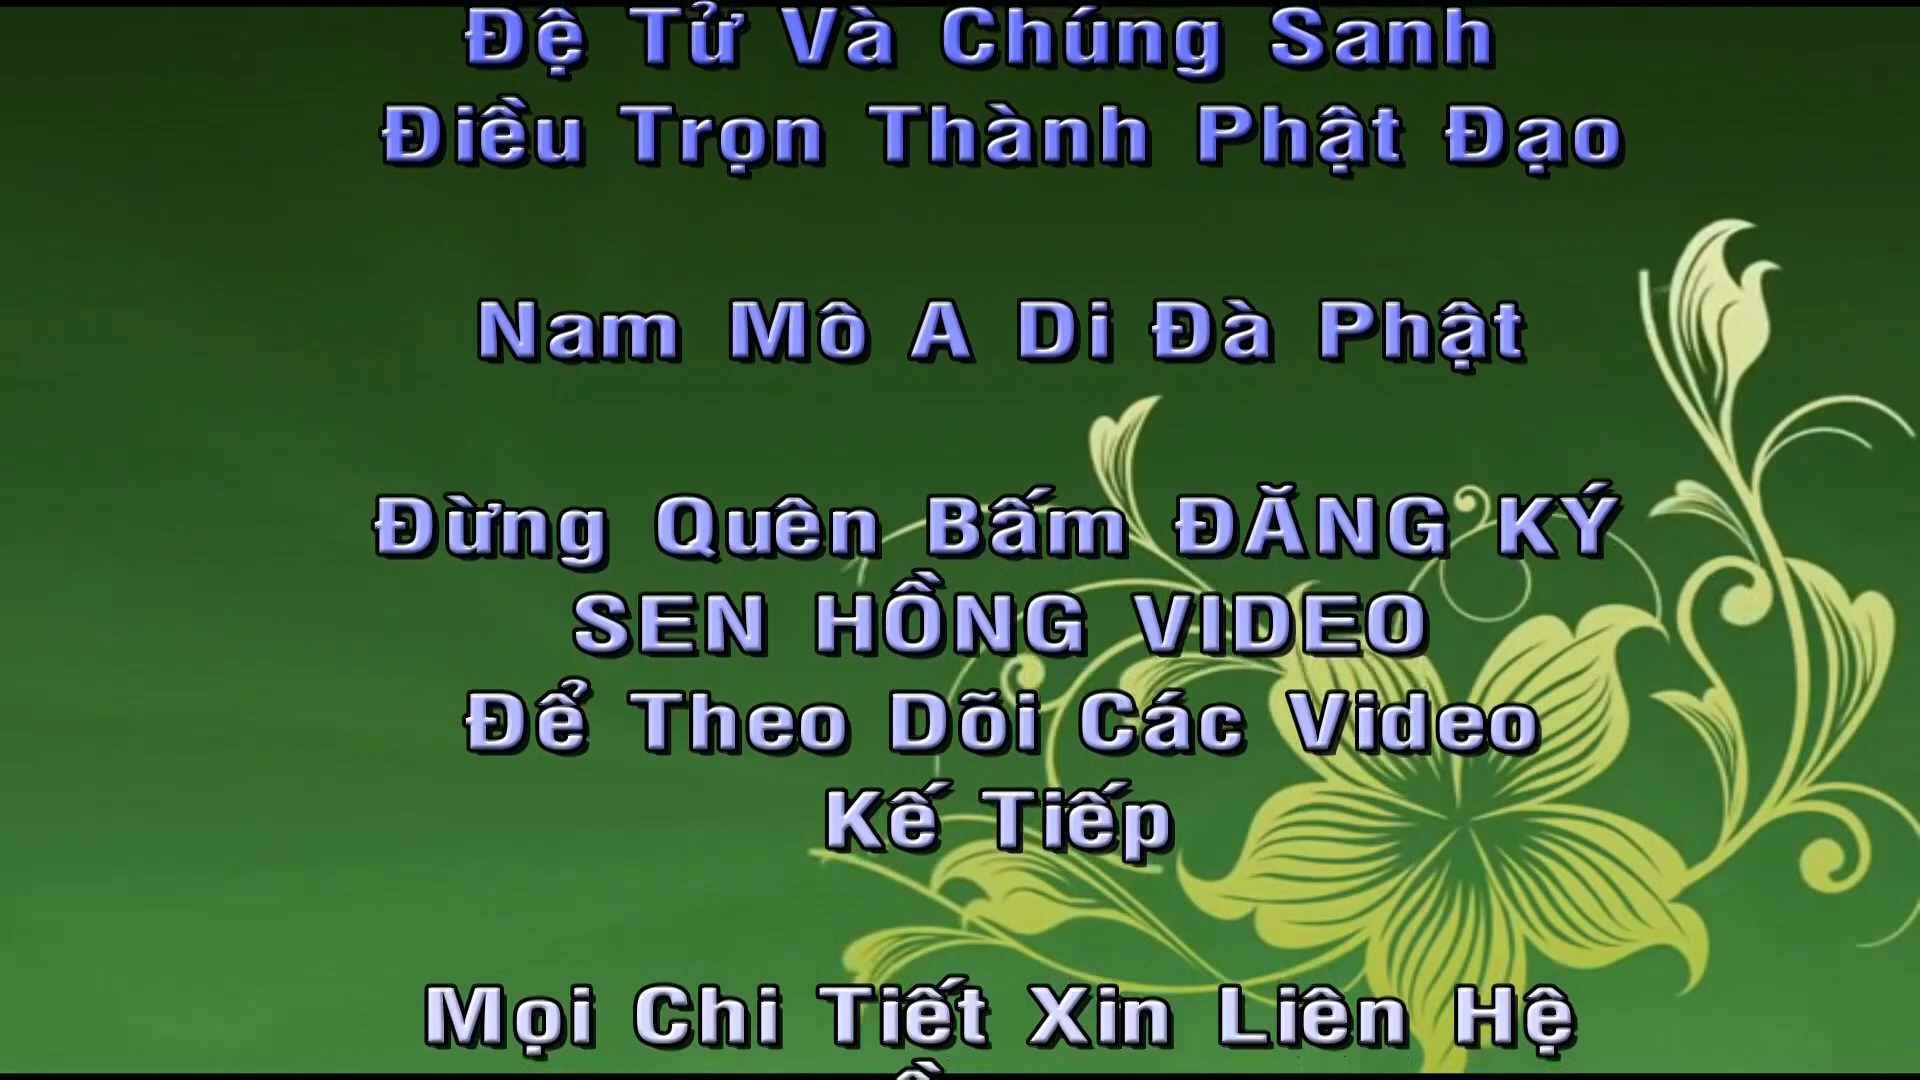 Đệ Tử Và Chúng Sanh
Điều Trọn Thành Phật Đạo
Nam Mô A Di Đà Phật
Đừng Quên Bấm ĐĂNG KÝ
SEN HỒNG VIDEO
Để Theo Dõi Các Video
Kế Tiếp
Mọi Chi Tiết Xin Liên Hệ